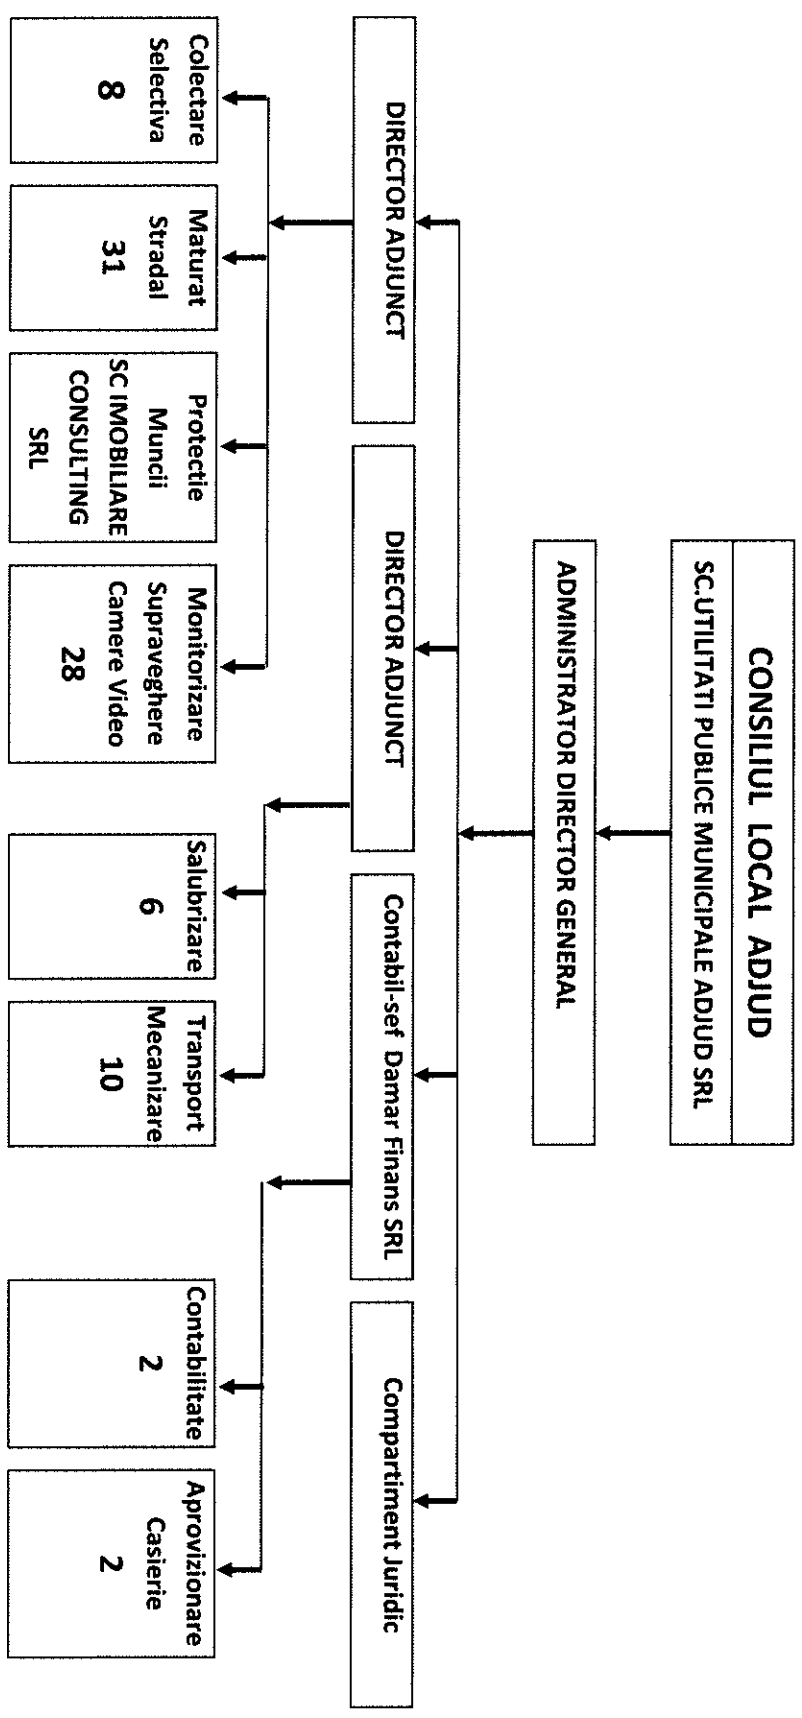 CONSILIUL LOCAL ADJUD
SC.UTILITATI PUBLICE MUNICIPALE ADJUD SRL
ADMINISTRATOR DIRECTOR GENERAL
DIRECTOR ADJUNCT
DIRECTOR ADJUNCT
Contabil-sef Damar Finans SRL
Compartiment Juridic
Colectare
Selectiva
8
Maturat
Stradal
31
Protectie
Muncii
SC IMOBILIARE
CONSULTING
SRL
Monitorizare
Supraveghere
Camere Video
28
Salubrizare
6
Transport
Mecanizare
10
Contabilitate
2
Aprovizionare
Casierie
2